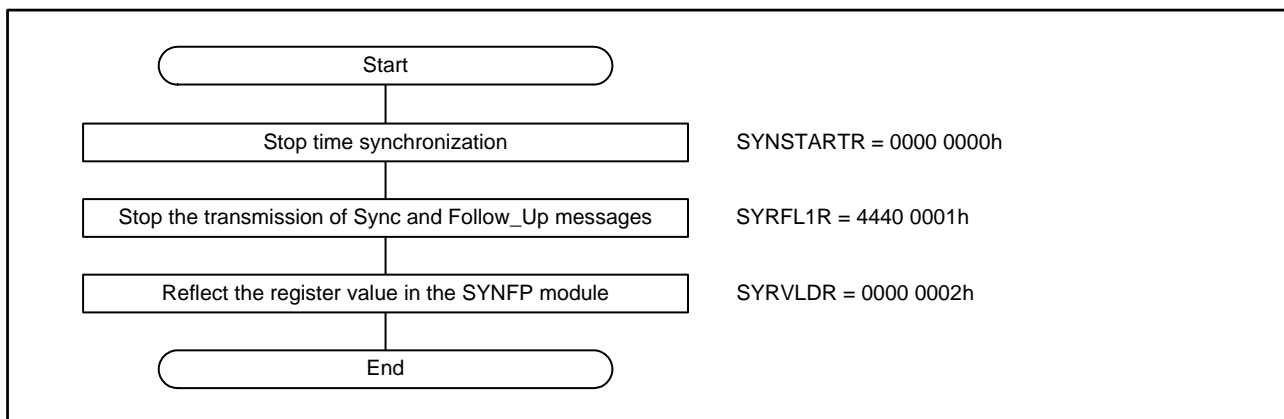 Start
Stop time synchronization SYNSTARTR = 0000 0000h
Stop the transmission of Sync and Follow_Up messages SYRFL1R = 4440 0001h
Reflect the register value in the SYNFP module SYRVLDR = 0000 0002h
End